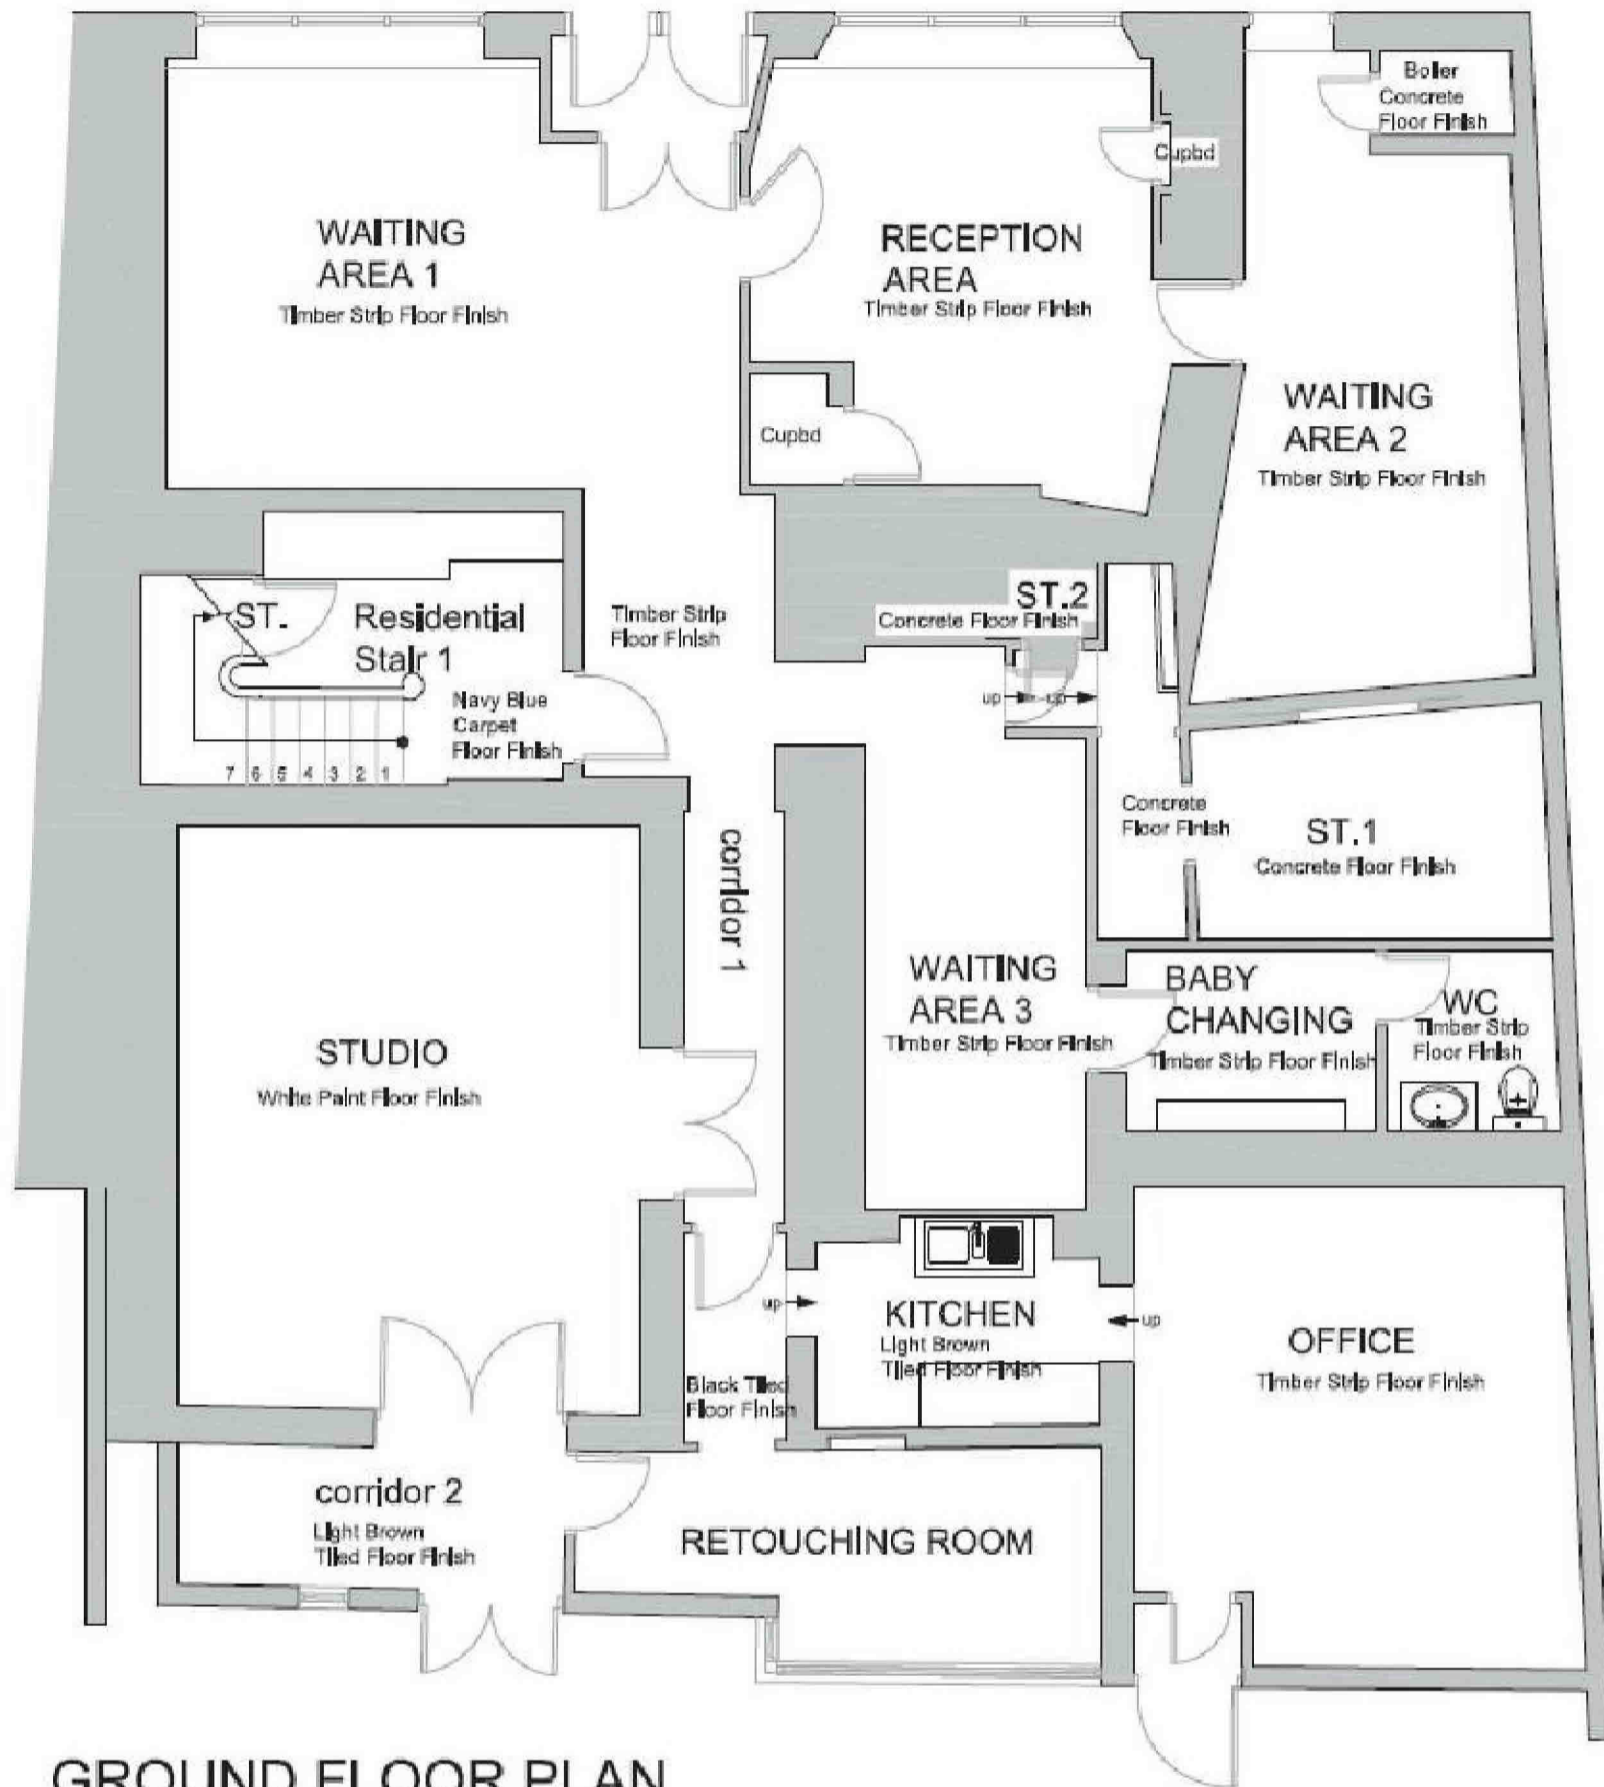 Boiler
Concrete
Floor Finish
Cupbd
WAITING
AREA 1
Timber Strip Floor Finish
RECEPTION
AREA
Timber Strip Floor Finish
WAITING
AREA 2
Timber Strip Floor Finish
Cupbd
ST.
Residential
Stair 1
Navy Blue
Carpet
Floor Finish
7 6 5 4 3 2 1
Timber Strip
Floor Finish
ST.2
Concrete Floor Finish
up
up
Concrete
Floor Finish
ST.1
Concrete Floor Finish
corridor 1
WAITING
AREA 3
Timber Strip Floor Finish
BABY
CHANGING
Timber Strip Floor Finish
WC
Timber Strip
Floor Finish
STUDIO
White Paint Floor Finish
up
KITCHEN
Light Brown
Tiled Floor Finish
up
OFFICE
Timber Strip Floor Finish
Black Tiled
Floor Finish
corridor 2
Light Brown
Tiled Floor Finish
RETOUCHING ROOM
GROUND FLOOR PLAN